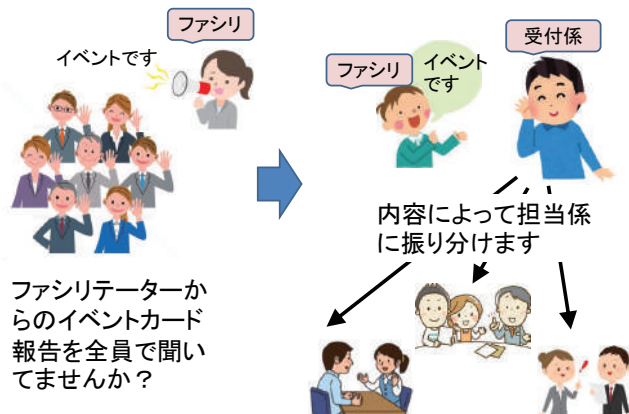 ファシリ
イベントです
ファシリテーターか
らのイベントカード
報告を全員で聞い
てませんか？
受付係
ファシリ
イベント
です
内容によって担当係
に振り分けます